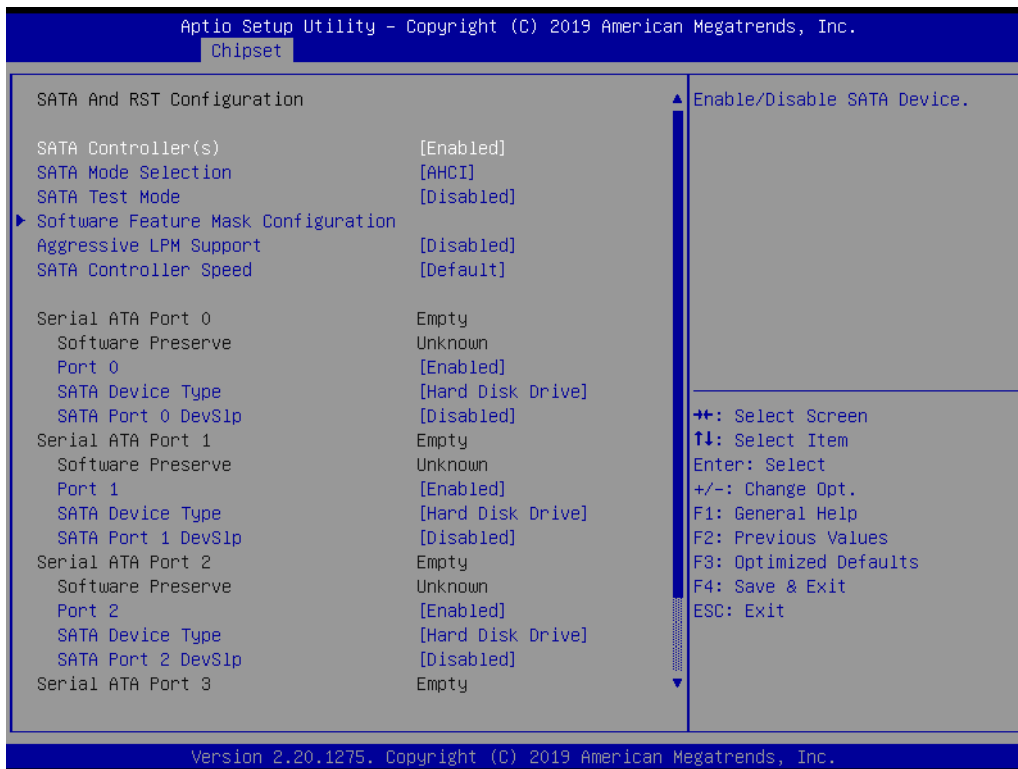 Aptio Setup Utility – Copyright (C) 2019 American Megatrends, Inc.
Chipset
SATA And RST Configuration
SATA Controller(s) [Enabled]
SATA Mode Selection [AHCI]
SATA Test Mode [Disabled]
Software Feature Mask Configuration
Aggressive LPM Support [Disabled]
SATA Controller Speed [Default]
Serial ATA Port 0 Empty
Software Preserve Unknown
Port 0 [Enabled]
SATA Device Type [Hard Disk Drive]
SATA Port 0 DevSlp [Disabled]
Serial ATA Port 1 Empty
Software Preserve Unknown
Port 1 [Enabled]
SATA Device Type [Hard Disk Drive]
SATA Port 1 DevSlp [Disabled]
Serial ATA Port 2 Empty
Software Preserve Unknown
Port 2 [Enabled]
SATA Device Type [Hard Disk Drive]
SATA Port 2 DevSlp [Disabled]
Serial ATA Port 3 Empty
Enable/Disable SATA Device.
→←: Select Screen
↑↓: Select Item
Enter: Select
+/-: Change Opt.
F1: General Help
F2: Previous Values
F3: Optimized Defaults
F4: Save & Exit
ESC: Exit
Version 2.20.1275. Copyright (C) 2019 American Megatrends, Inc.